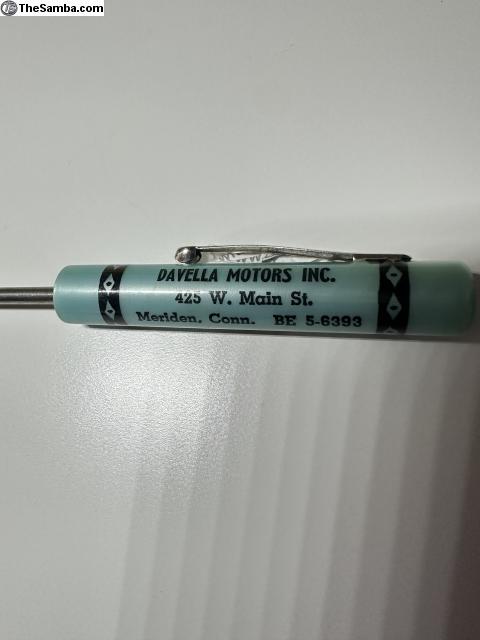 TheSamba.com
DAVELLA MOTORS INC.
425 W. Main St.
Meriden, Conn. BE 5-6393